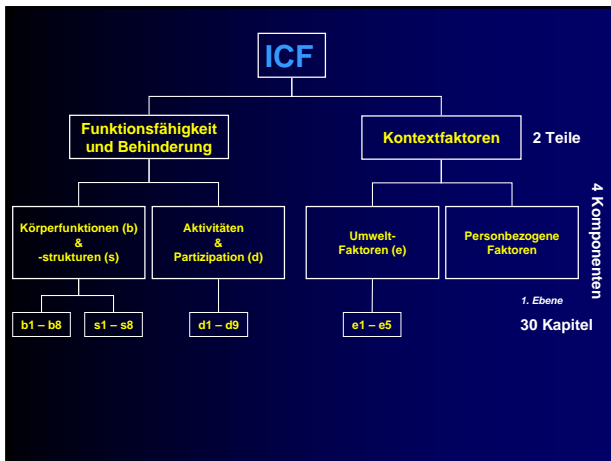 ICF
Funktionsfähigkeit
und Behinderung
Kontextfaktoren
2 Teile
Körperfunktionen (b)
&
-strukturen (s)
Aktivitäten
&
Partizipation (d)
Umwelt-
Faktoren (e)
Personbezogene
Faktoren
4 Komponenten
1. Ebene
b1 – b8
s1 – s8
d1 – d9
e1 – e5
30 Kapitel